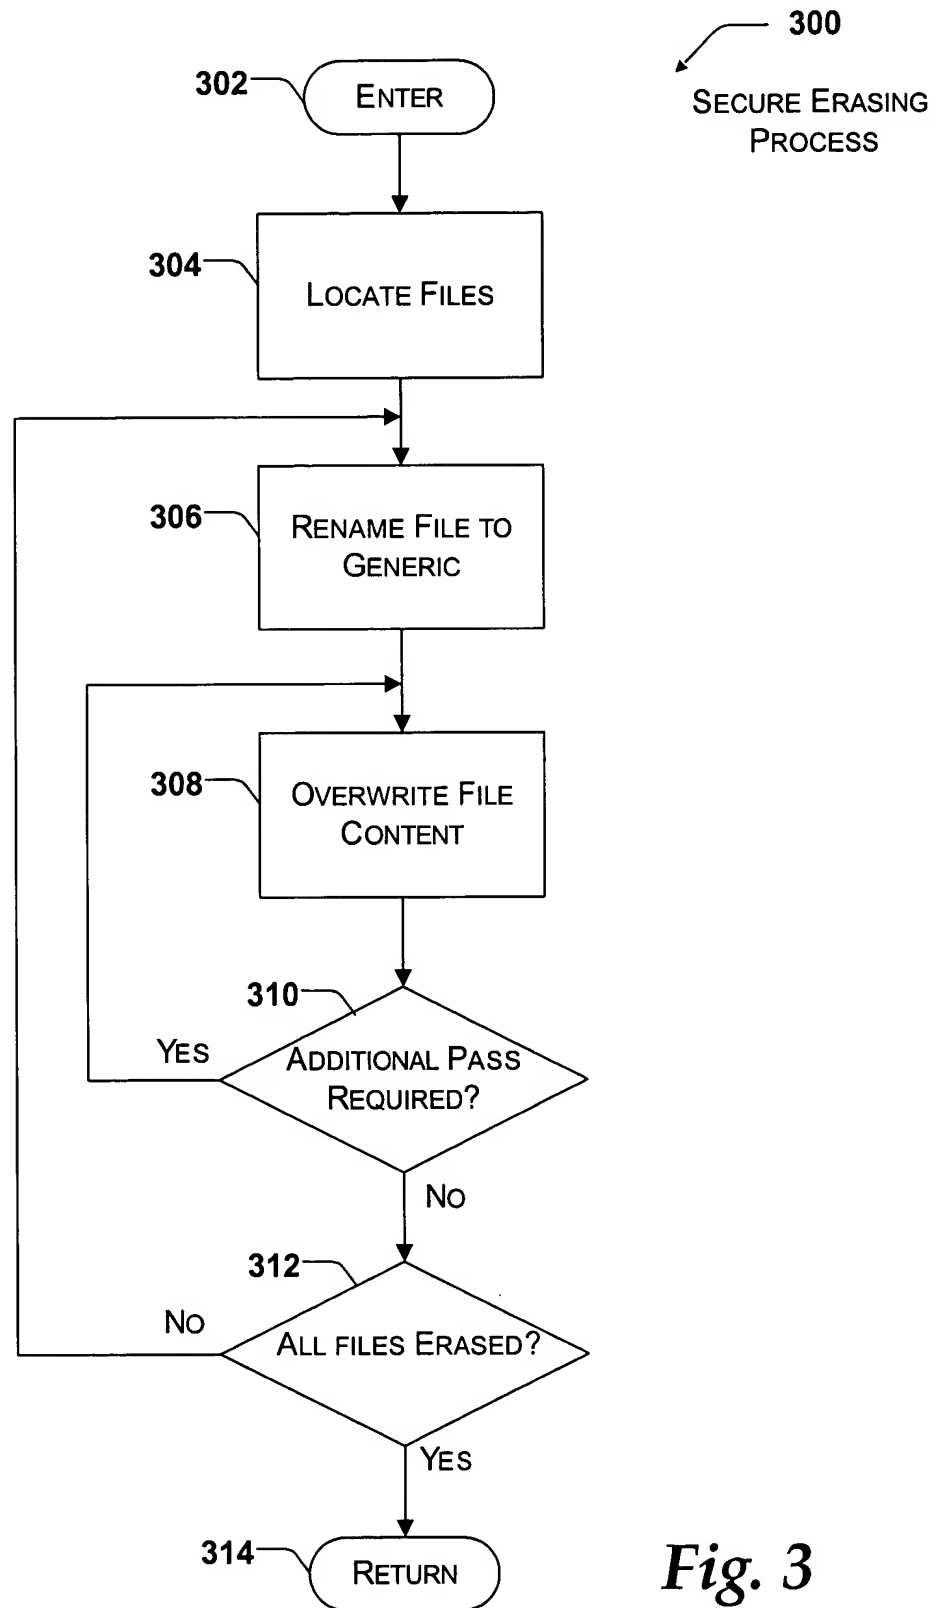 300
SECURE ERASING
PROCESS
302
ENTER
304
LOCATE FILES
306
RENAME FILE TO
GENERIC
308
OVERWRITE FILE
CONTENT
310
YES
ADDITIONAL PASS
REQUIRED?
NO
312
NO
ALL FILES ERASED?
YES
314
RETURN
Fig. 3